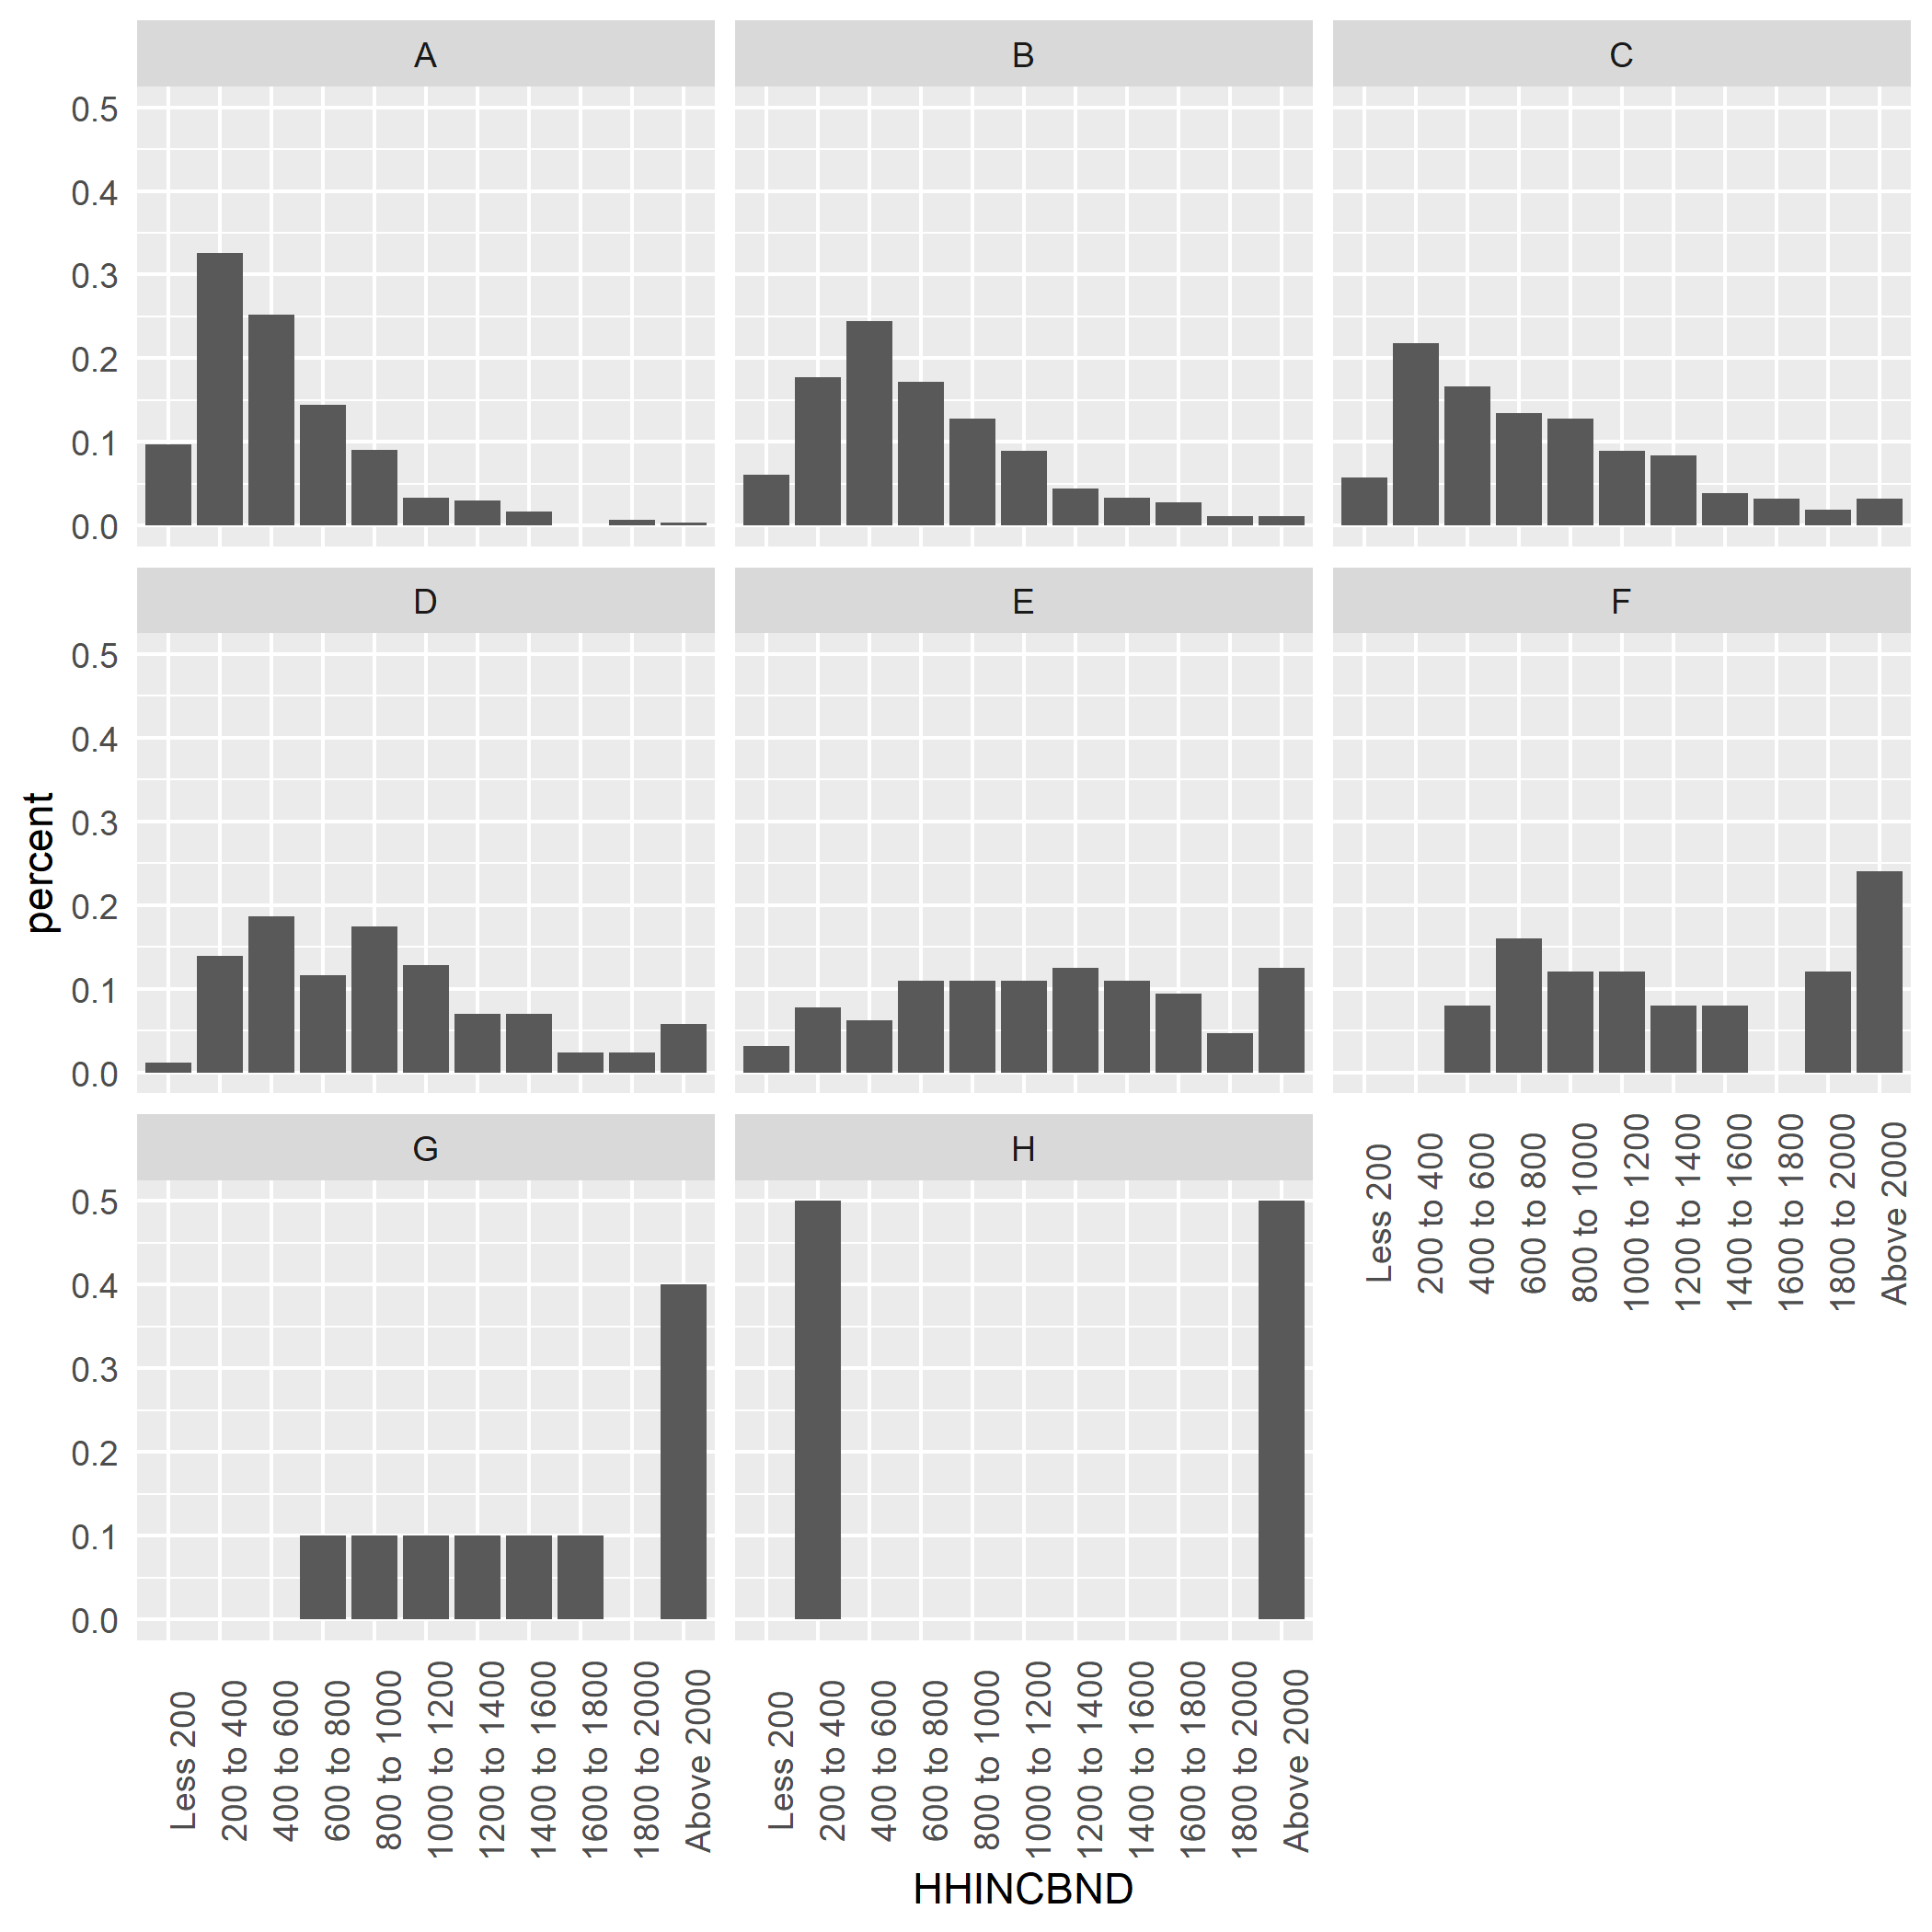 A
B
C
0.5
0.4
0.3
0.2
0.1
0.0
D
E
F
0.5
0.4
0.3
0.2
0.1
0.0
percent
G
H
0.5
0.4
0.3
0.2
0.1
0.0
Less 200
200 to 400
400 to 600
600 to 800
800 to 1000
1000 to 1200
1200 to 1400
1400 to 1600
1600 to 1800
1800 to 2000
Above 2000
Less 200
200 to 400
400 to 600
600 to 800
800 to 1000
1000 to 1200
1200 to 1400
1400 to 1600
1600 to 1800
1800 to 2000
Above 2000
Less 200
200 to 400
400 to 600
600 to 800
800 to 1000
1000 to 1200
1200 to 1400
1400 to 1600
1600 to 1800
1800 to 2000
Above 2000
HHINCBND